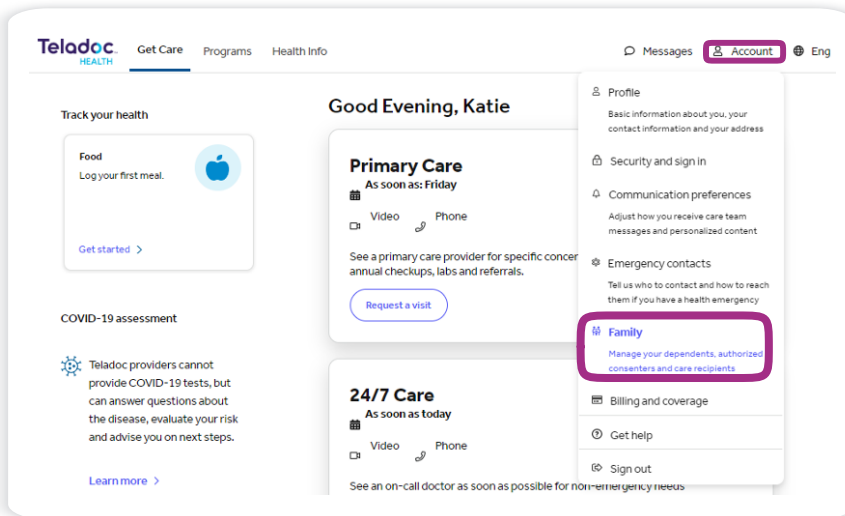 Teladoc. HEALTH
Get Care
Programs
Health Info
Messages
Account
Eng
Track your health
Food
Log your first meal.
Get started >
COVID-19 assessment
Teladoc providers cannot
provide COVID-19 tests, but
can answer questions about
the disease, evaluate your risk
and advise you on next steps.
Learn more >
Good Evening, Katie
Primary Care
As soon as: Friday
Video
Phone
See a primary care provider for specific concer
annual checkups, labs and referrals.
Request a visit
24/7 Care
As soon as today
Video
Phone
See an on-call doctor as soon as possible for non-emergency needs
Profile
Basic information about you, your
contact information and your address
Security and sign in
Communication preferences
Adjust how you receive care team
messages and personalized content
Emergency contacts
Tell us who to contact and how to reach
them if you have a health emergency
Family
Manage your dependents, authorized
consenters and care recipients
Billing and coverage
Get help
Sign out